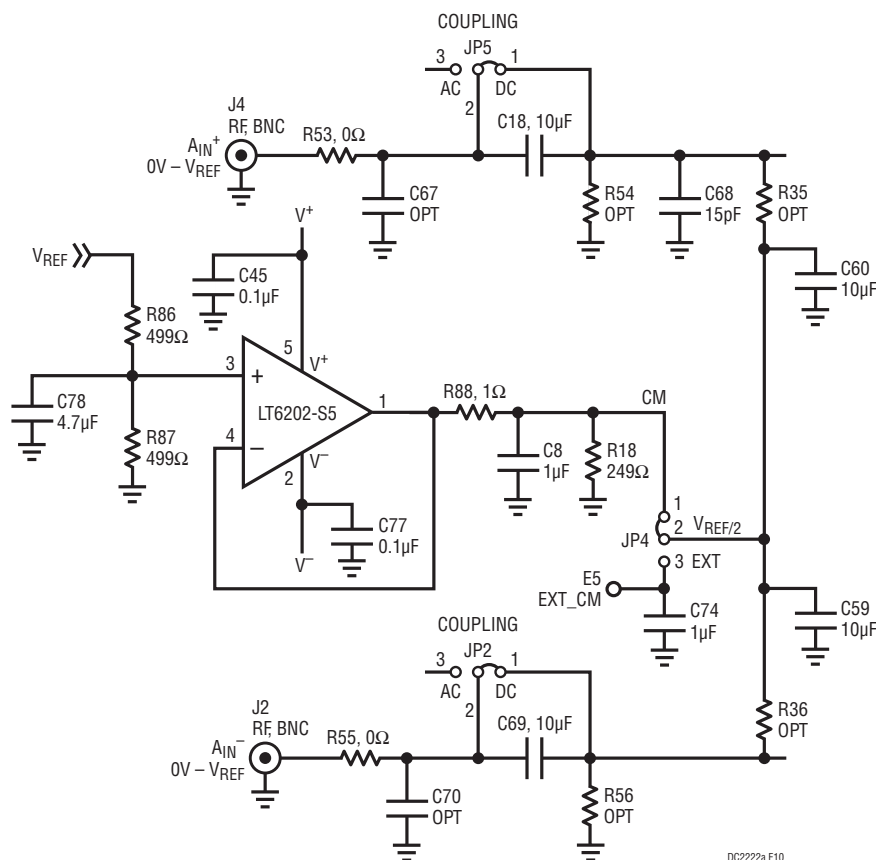 COUPLING
JP5
3
1
AC
DC
2
J4
RF, BNC
AIN+
0V – VREF
R53, 0Ω
C18, 10µF
C67
OPT
R54
OPT
C68
15pF
R35
OPT
C60
10µF
V+
VREF
C45
0.1µF
R86
499Ω
5
V+
3
+
LT6202-S5
1
R88, 1Ω
CM
C78
4.7µF
R87
499Ω
4
–
V–
2
C8
1µF
R18
249Ω
C77
0.1µF
V–
1
2
VREF/2
JP4
3 EXT
E5
EXT_CM
C74
1µF
C59
10µF
COUPLING
JP2
3
1
AC
DC
2
J2
RF, BNC
AIN–
0V – VREF
R55, 0Ω
C69, 10µF
R36
OPT
C70
OPT
R56
OPT
DC2222a F10